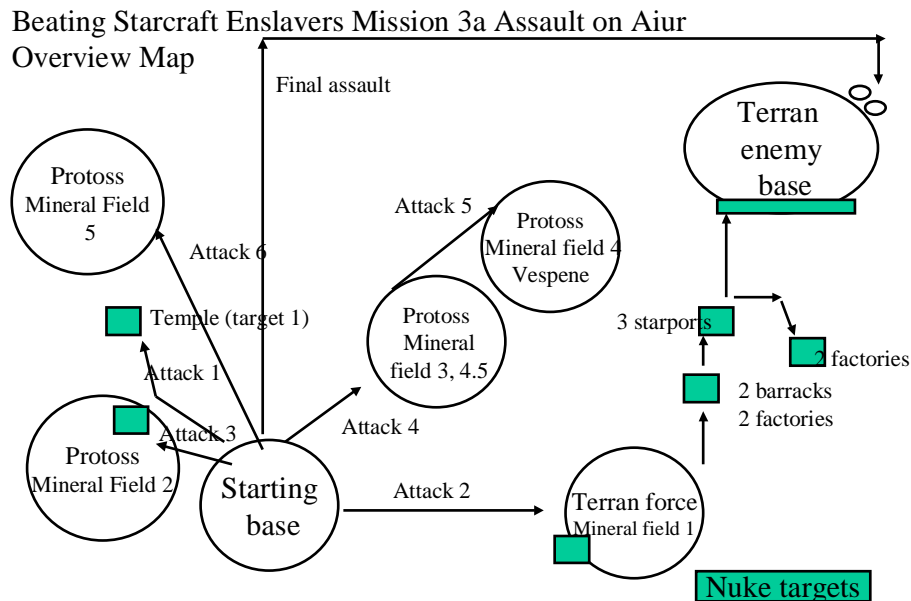 Beating Starcraft Enslavers Mission 3a Assault on Aiur
Overview Map
Final assault
Terran
enemy
base
Protoss
Mineral Field
5
Attack 5
Protoss
Mineral field 4
Vespene
Attack 6
Temple (target 1)
Protoss
Mineral
field 3, 4.5
3 starports
2 factories
Attack 1
2 barracks
2 factories
Attack 3
Attack 4
Protoss
Mineral Field 2
Starting
base
Attack 2
Terran force
Mineral field 1
Nuke targets